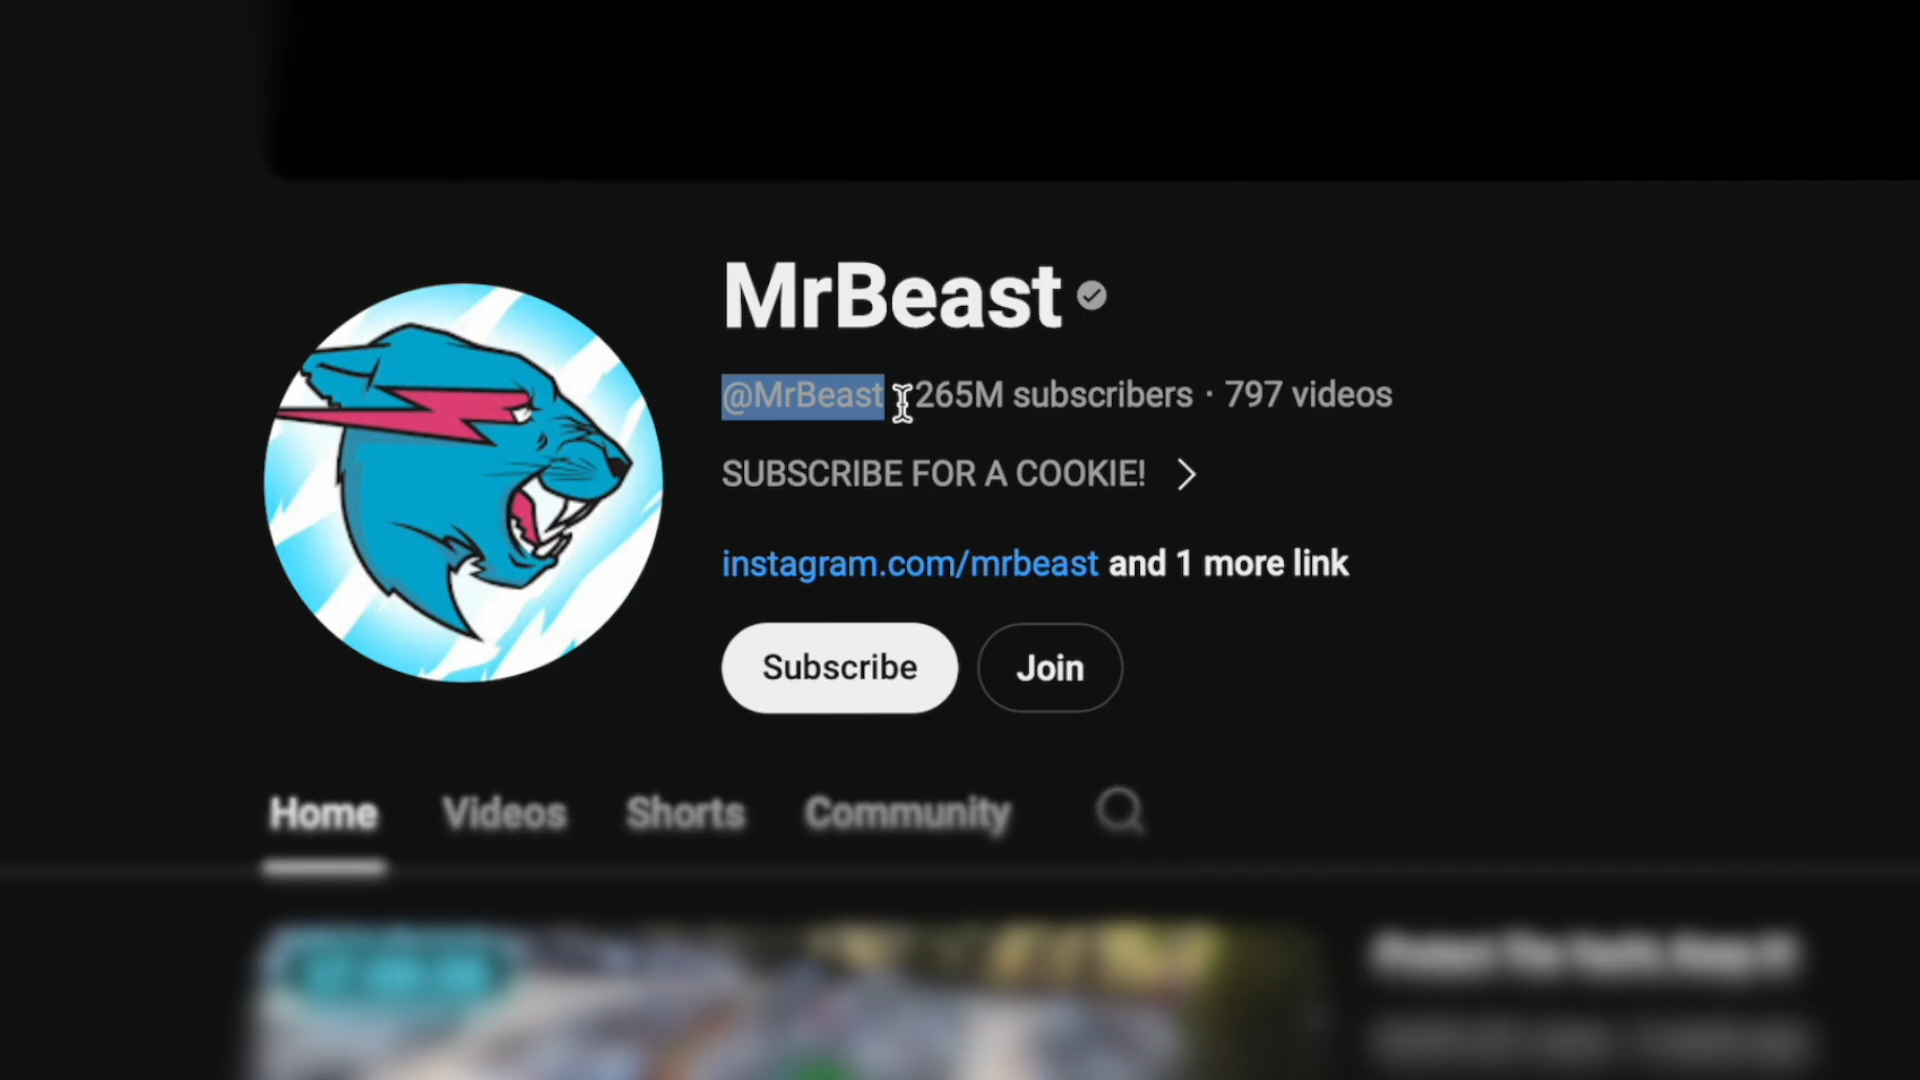 MrBeast
@MrBeast 265M subscribers · 797 videos
SUBSCRIBE FOR A COOKIE!
instagram.com/mrbeast and 1 more link
Subscribe Join
Home Videos Shorts Community